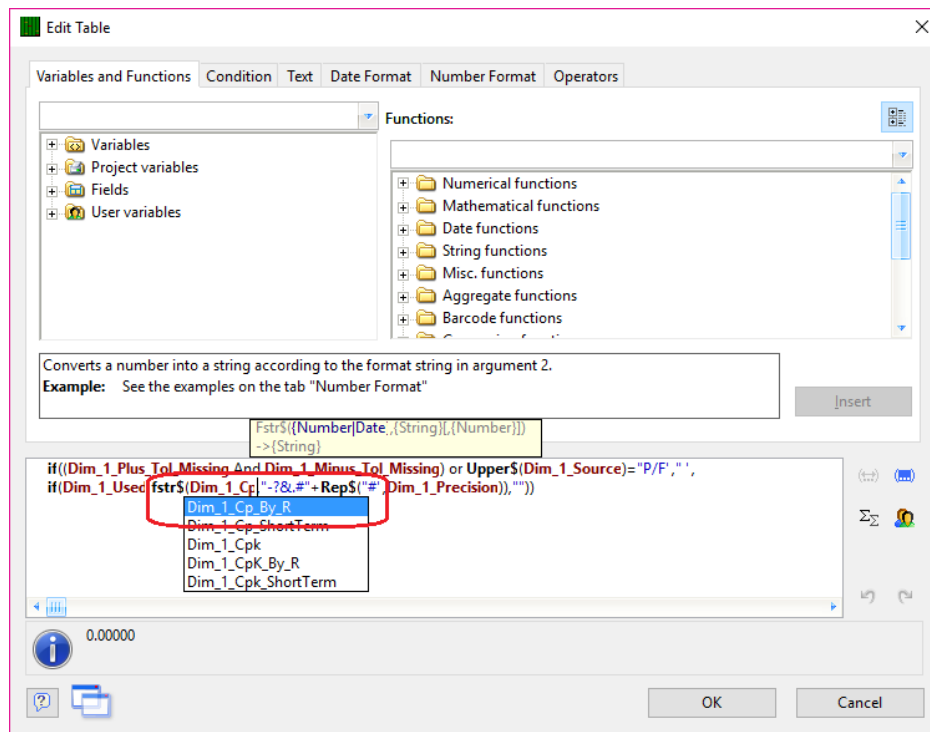 Edit Table
Variables and Functions Condition Text Date Format Number Format Operators
Functions:
Variables
Project variables
Fields
User variables
Numerical functions
Mathematical functions
Date functions
String functions
Misc. functions
Aggregate functions
Barcode functions
Converts a number into a string according to the format string in argument 2.
Example: See the examples on the tab "Number Format"
Insert
Fstr$({Number|Date},{String}[,{Number}])
->{String}
if((Dim_1_Plus_Tol_Missing And Dim_1_Minus_Tol_Missing) or Upper$(Dim_1_Source)="P/F"," ",
if(Dim_1_Used,fstr$(Dim_1_Cp,"-?&.#"+Rep$("#",Dim_1_Precision)),""))
Dim_1_Cp_By_R
Dim_1_Cp_ShortTerm
Dim_1_Cpk
Dim_1_CpK_By_R
Dim_1_Cpk_ShortTerm
0.00000
OK Cancel